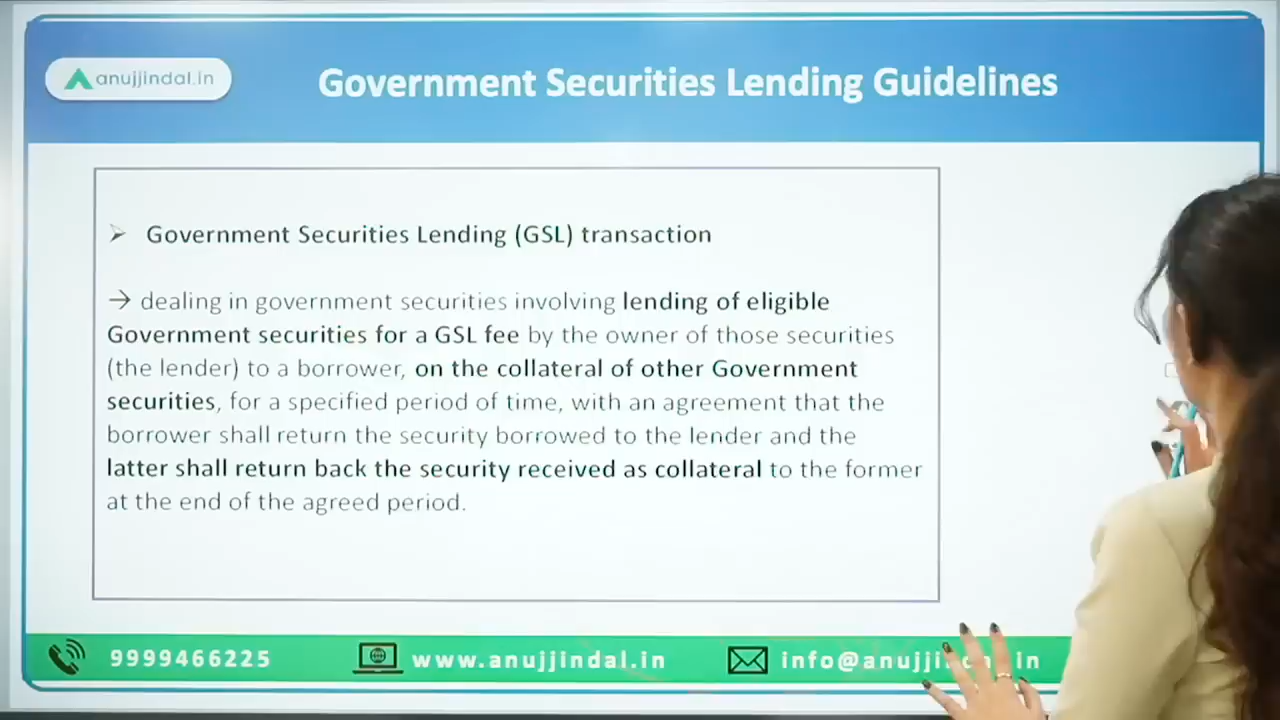 anujjindal.in
Government Securities Lending Guidelines
➢ Government Securities Lending (GSL) transaction
→ dealing in government securities involving lending of eligible
Government securities for a GSL fee by the owner of those securities
(the lender) to a borrower, on the collateral of other Government
securities, for a specified period of time, with an agreement that the
borrower shall return the security borrowed to the lender and the
latter shall return back the security received as collateral to the former
at the end of the agreed period.
9999466225
www.anujjindal.in